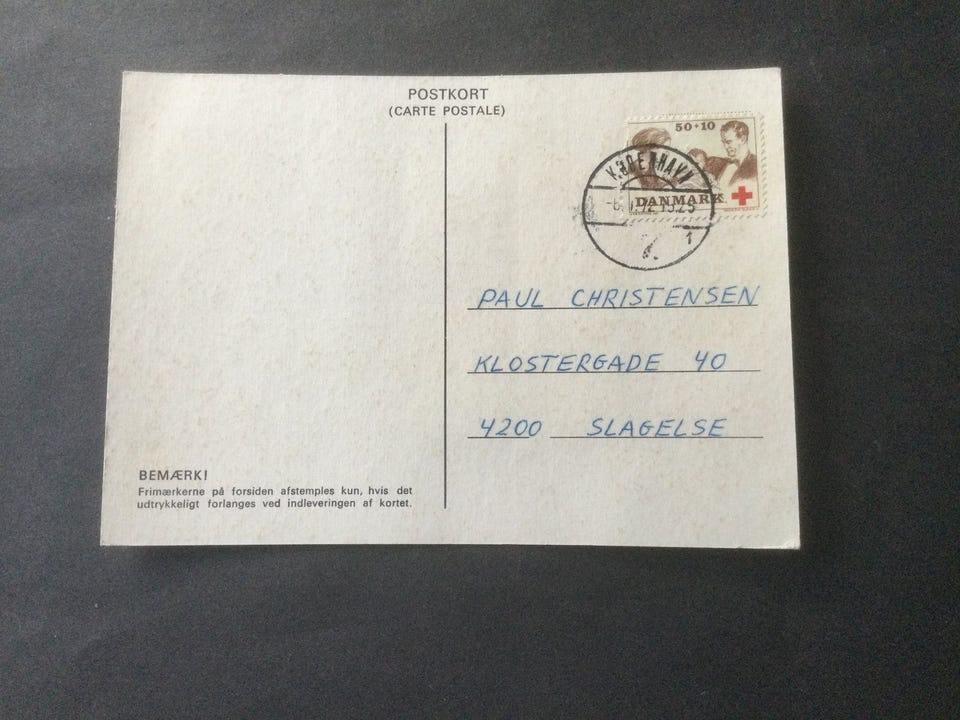 POSTKORT
(CARTE POSTALE)
50+10
KØBENHAVN
DANMARK
1
PAUL CHRISTENSEN
KLOSTERGADE 40
4200 SLAGELSE
BEMÆRK!
Frimærkerne på forsiden afstemples kun, hvis det
udtrykkeligt forlanges ved indleveringen af kortet.